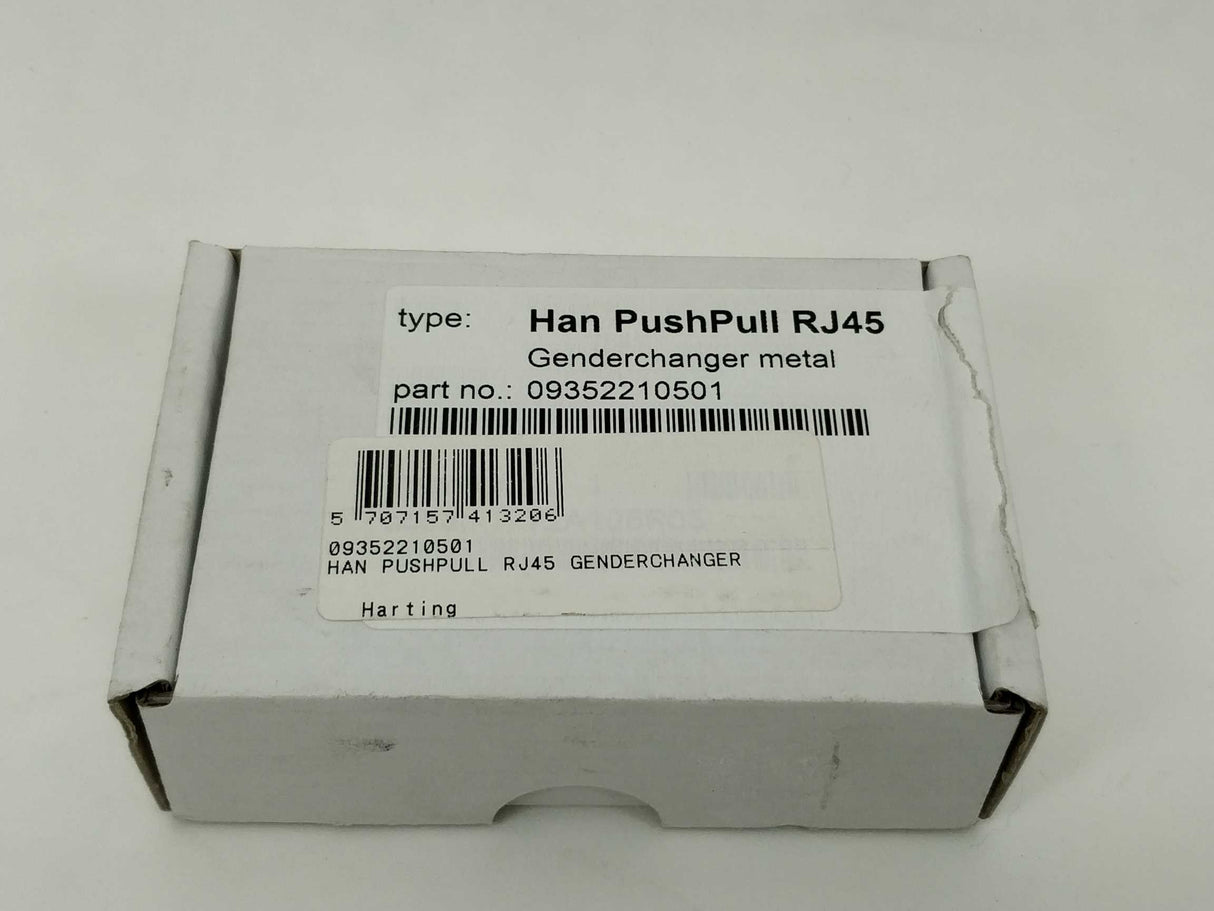 type: Han PushPull RJ45
Genderchanger metal
part no.: 09352210501
5 707157 413206
09352210501
HAN PUSHPULL RJ45 GENDERCHANGER
Harting